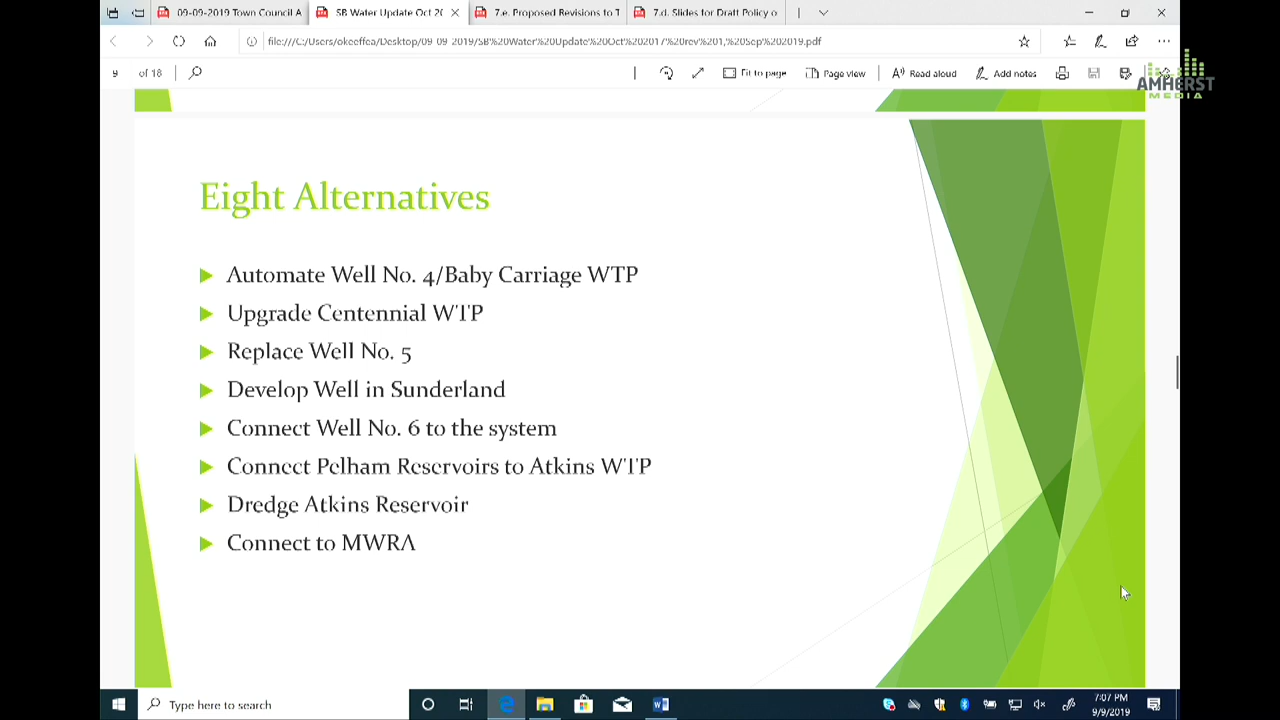 09-09-2019 Town Council A
SB Water Update Oct 20
7.e. Proposed Revisions to T
7.d. Slides for Draft Policy o
file:///C:/Users/okeeffea/Desktop/09-09-2019/SB%20Water%20Update%20Oct%202017%20rev%201,%20Sep%202019.pdf
9 of 18
Fit to page
Page view
Read aloud
Add notes
AMHERST
MEDIA
Eight Alternatives
Automate Well No. 4/Baby Carriage WTP
Upgrade Centennial WTP
Replace Well No. 5
Develop Well in Sunderland
Connect Well No. 6 to the system
Connect Pelham Reservoirs to Atkins WTP
Dredge Atkins Reservoir
Connect to MWRA
Type here to search
7:07 PM
9/9/2019